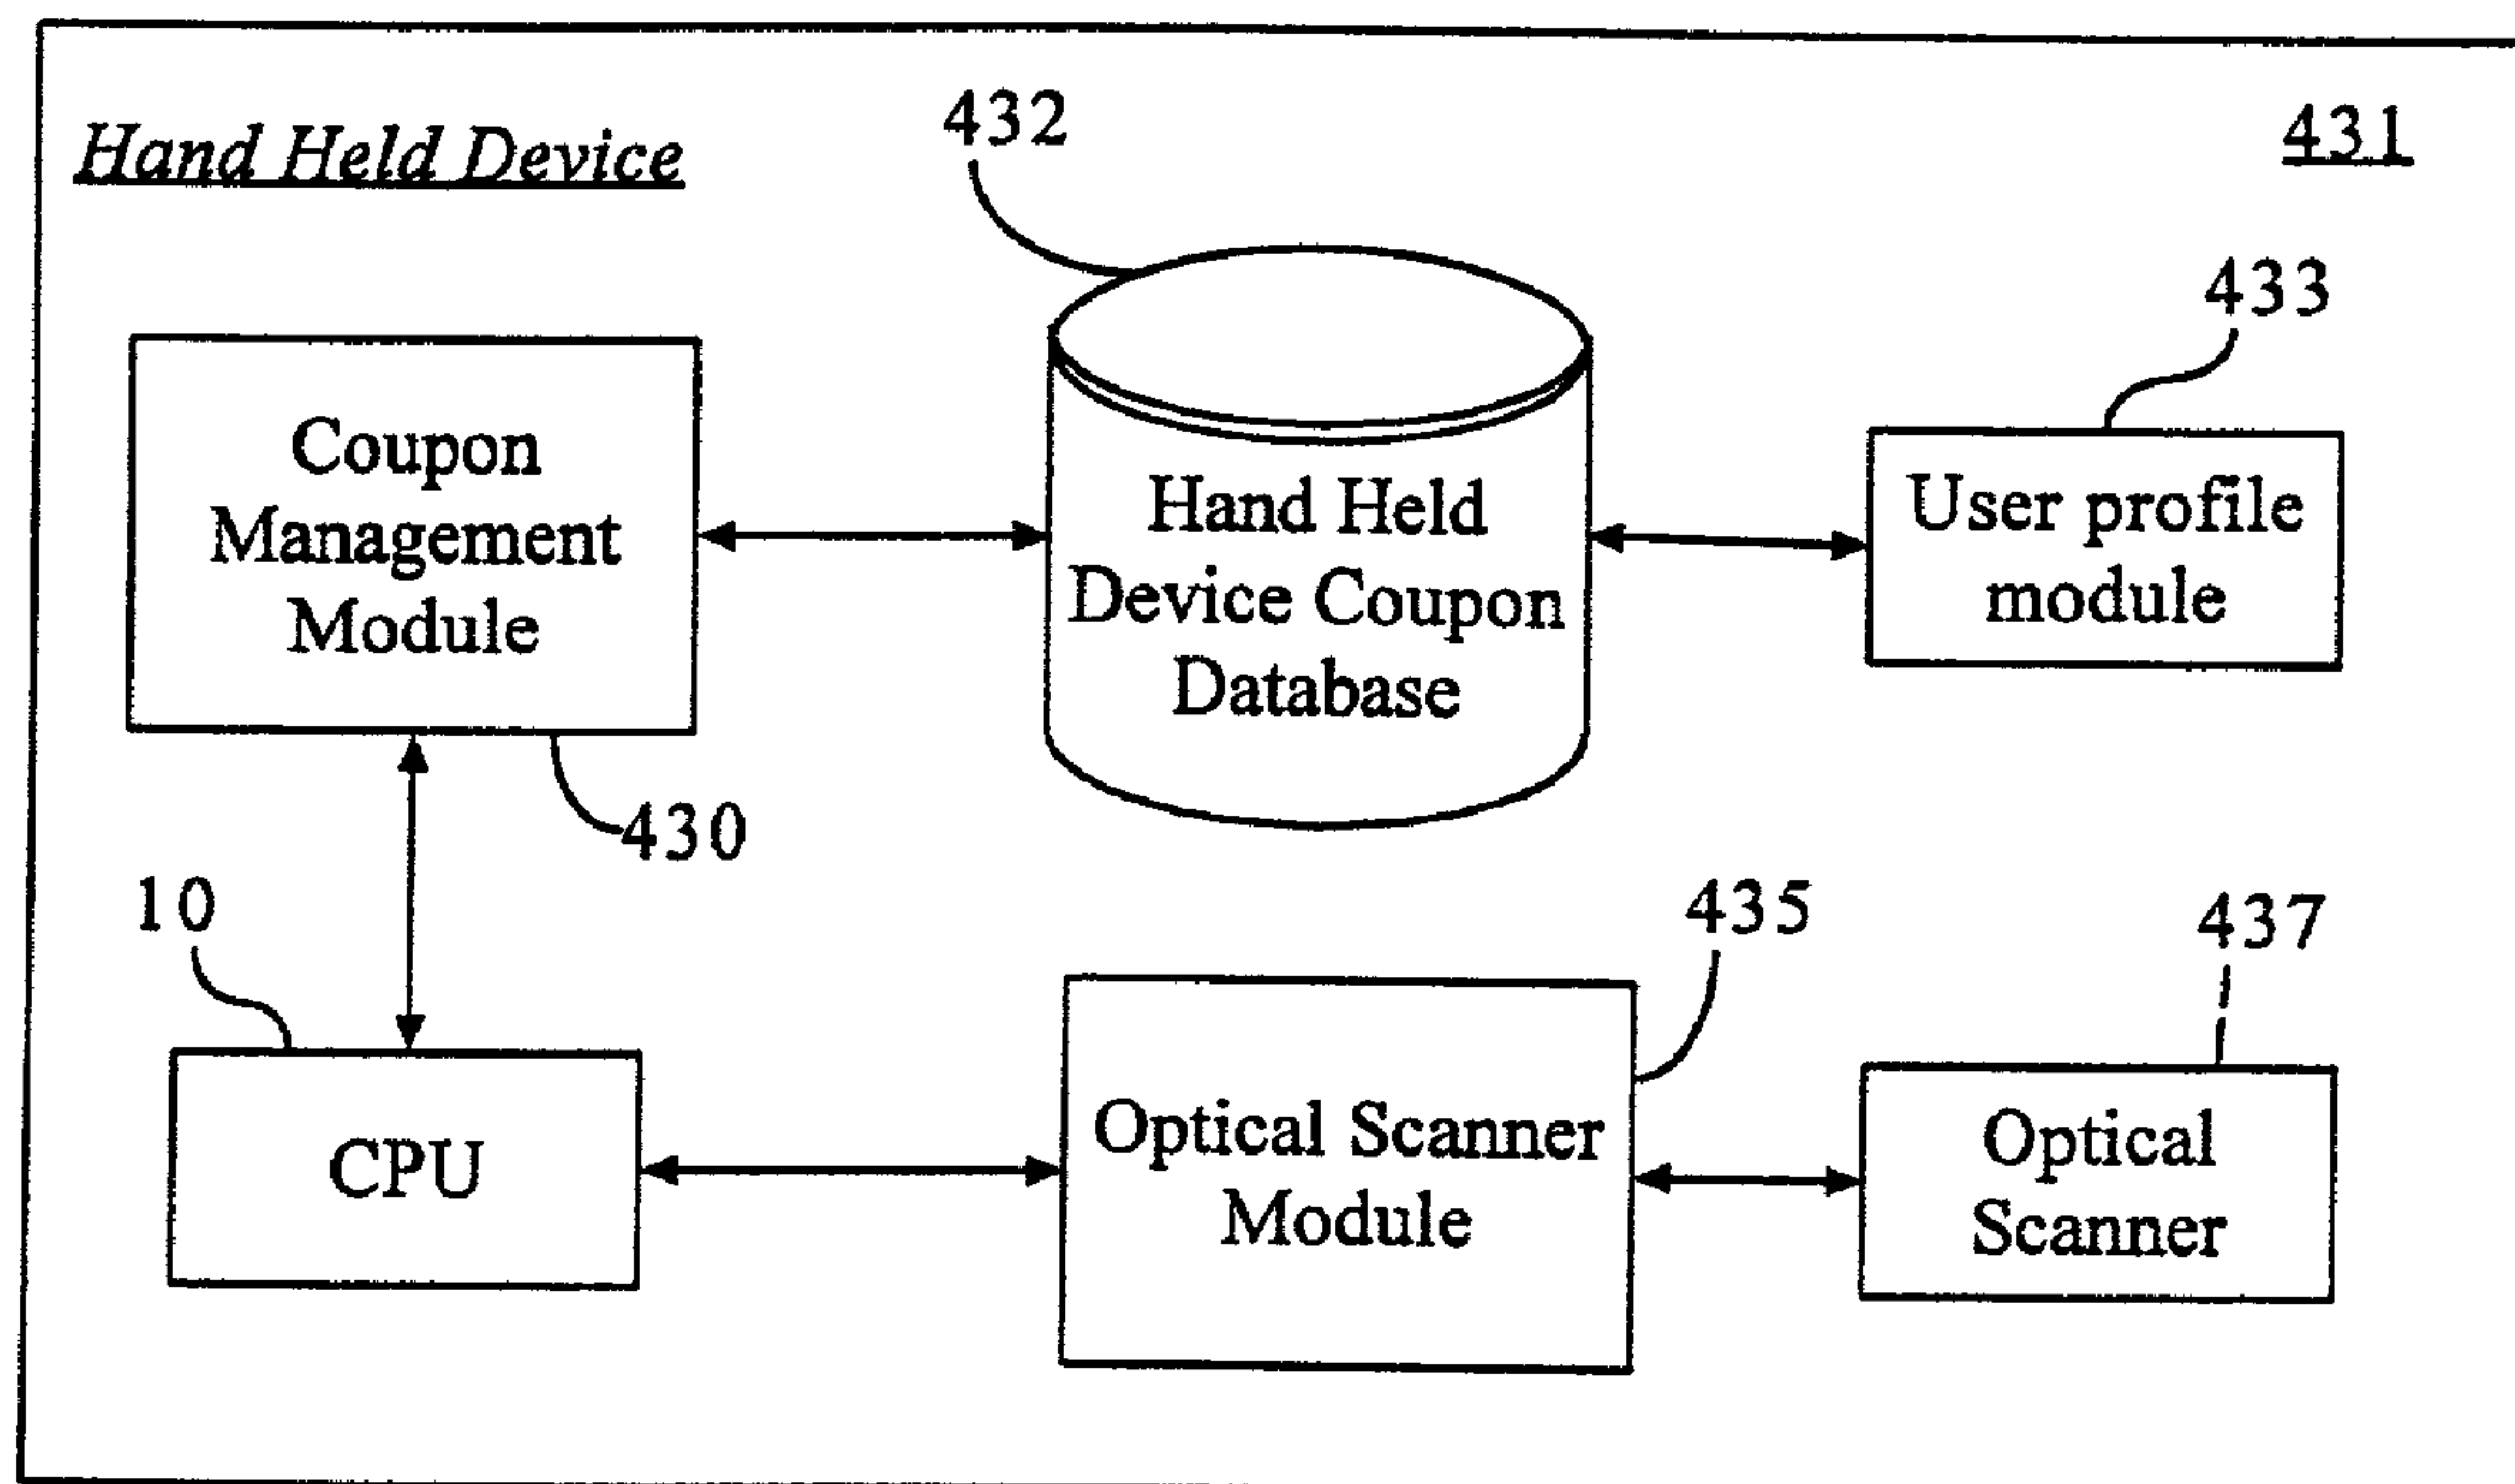 Hand Held Device
431
432
433
Coupon
Management
Module
Hand Held
Device Coupon
Database
User profile
module
430
10
435
437
CPU
Optical Scanner
Module
Optical
Scanner